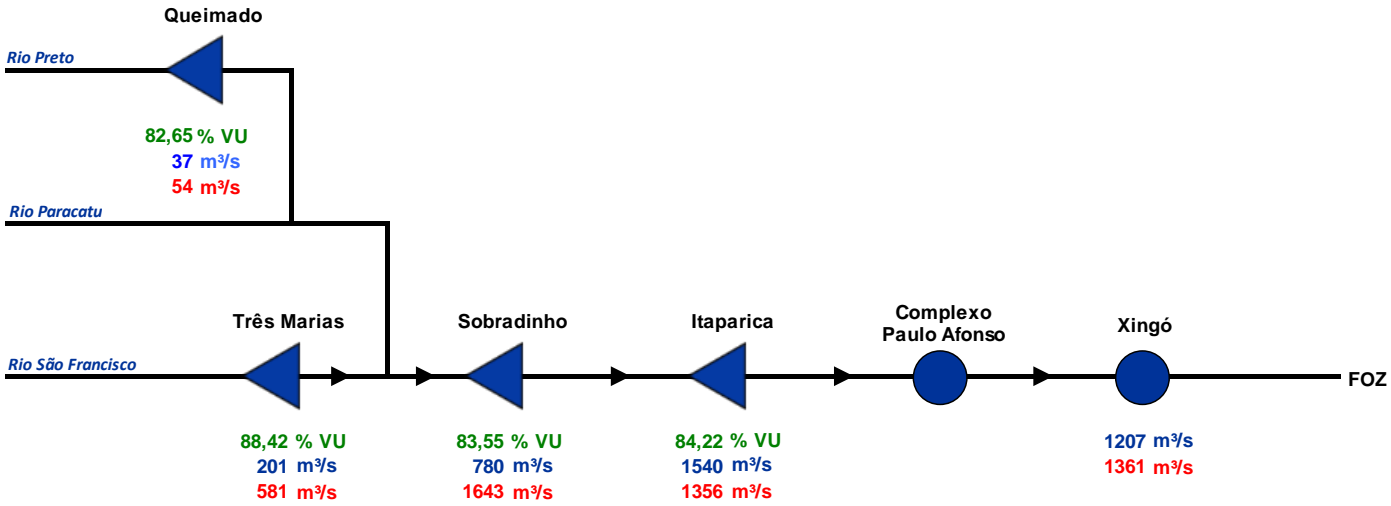 Queimado
Rio Preto
82,65 % VU
37 m³/s
54 m³/s
Rio Paracatu
Três Marias
Sobradinho
Itaparica
Complexo
Paulo Afonso
Xingó
Rio São Francisco
FOZ
88,42 % VU
201 m³/s
581 m³/s
83,55 % VU
780 m³/s
1643 m³/s
84,22 % VU
1540 m³/s
1356 m³/s
1207 m³/s
1361 m³/s